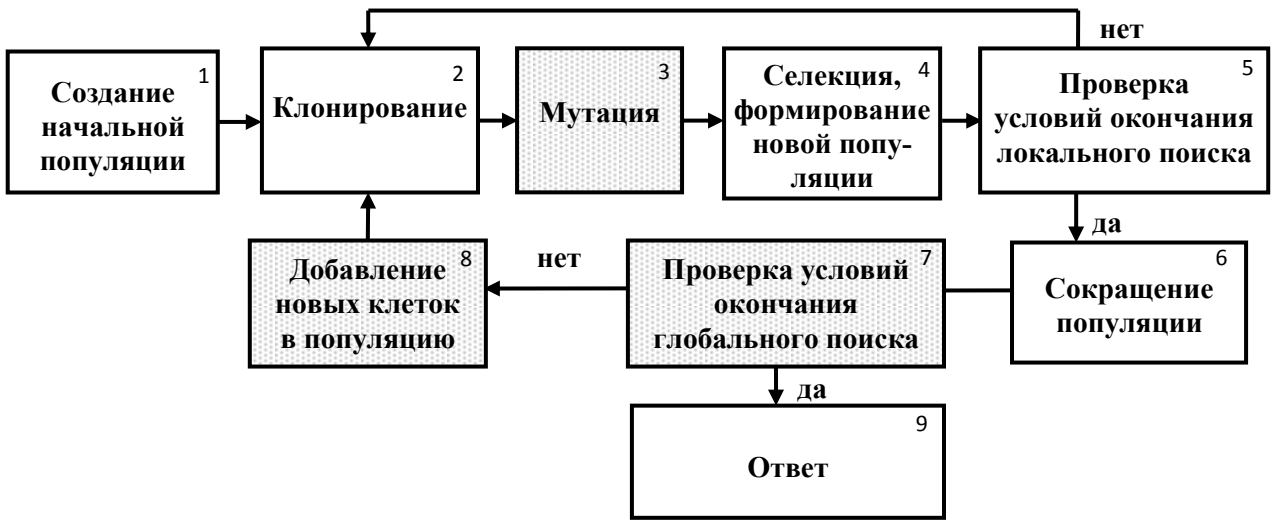 нет
1
Создание
начальной
популяции
2
Клонирование
3
Мутация
4
Селекция,
формирование
новой попу-
ляции
5
Проверка
условий окончания
локального поиска
да
6
Сокращение
популяции
7
Проверка условий
окончания
глобального поиска
нет
8
Добавление
новых клеток
в популяцию
да
9
Ответ